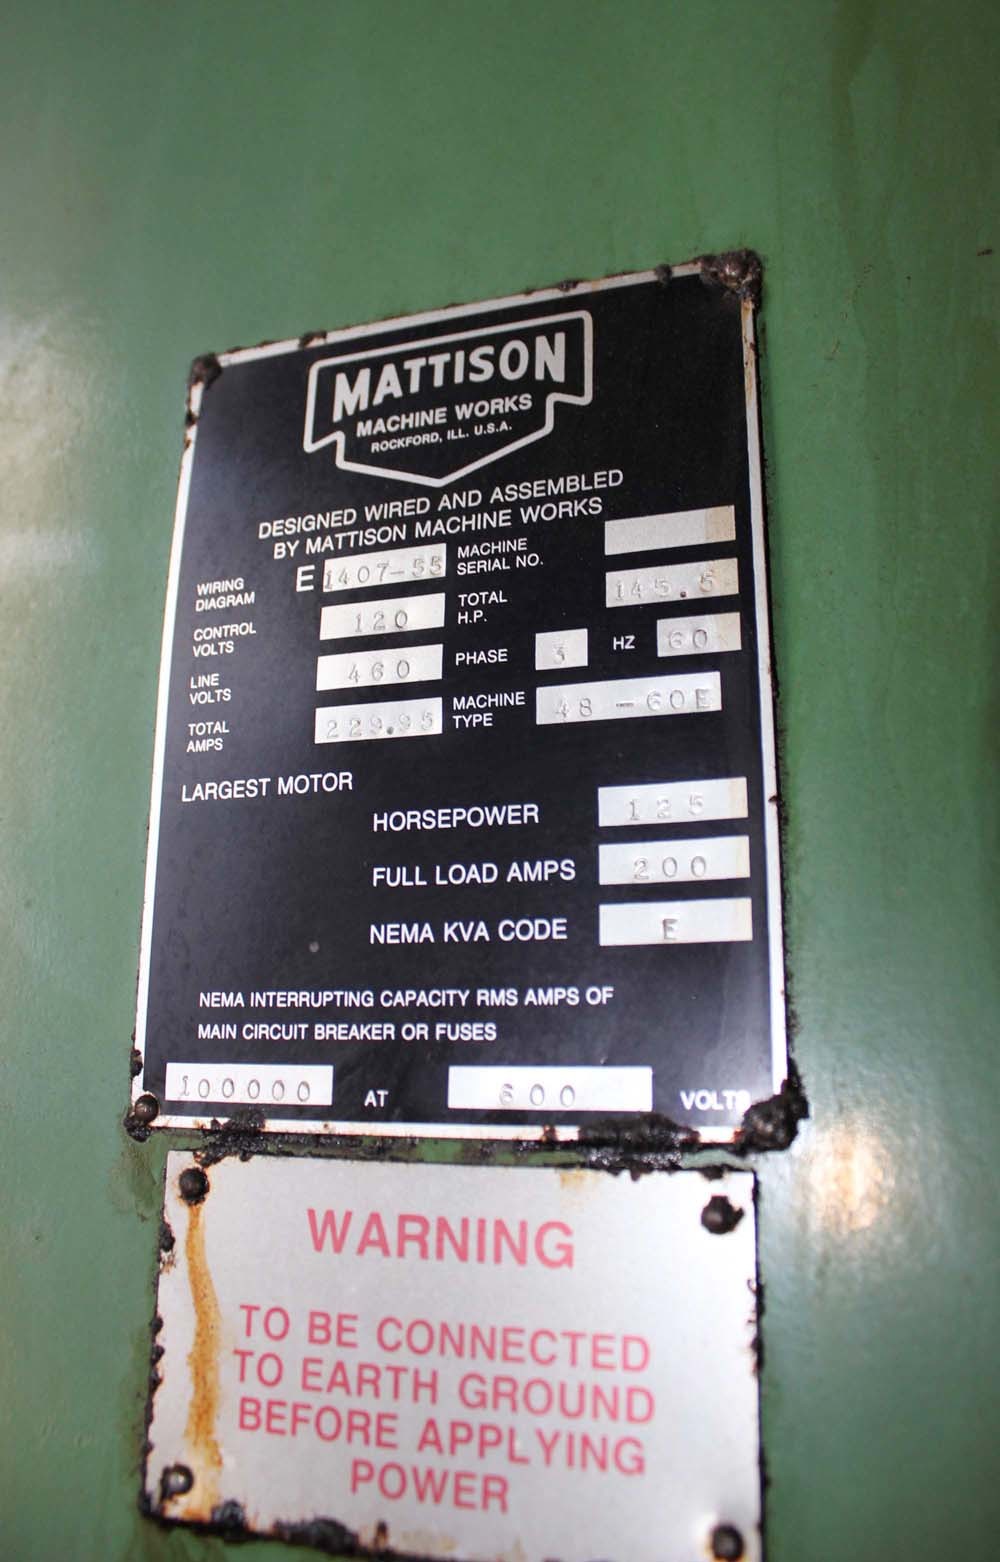 MATTISON
MACHINE WORKS
ROCKFORD, ILL. U.S.A.
DESIGNED WIRED AND ASSEMBLED
BY MATTISON MACHINE WORKS
WIRING DIAGRAM E 1407-55 MACHINE SERIAL NO.
CONTROL VOLTS 120 TOTAL H.P. 145.5
LINE VOLTS 460 PHASE 3 HZ 60
TOTAL AMPS 229.95 MACHINE TYPE 48-60E
LARGEST MOTOR
HORSEPOWER 125
FULL LOAD AMPS 200
NEMA KVA CODE E
NEMA INTERRUPTING CAPACITY RMS AMPS OF
MAIN CIRCUIT BREAKER OR FUSES
100000 AT 600 VOLTS
WARNING
TO BE CONNECTED
TO EARTH GROUND
BEFORE APPLYING
POWER